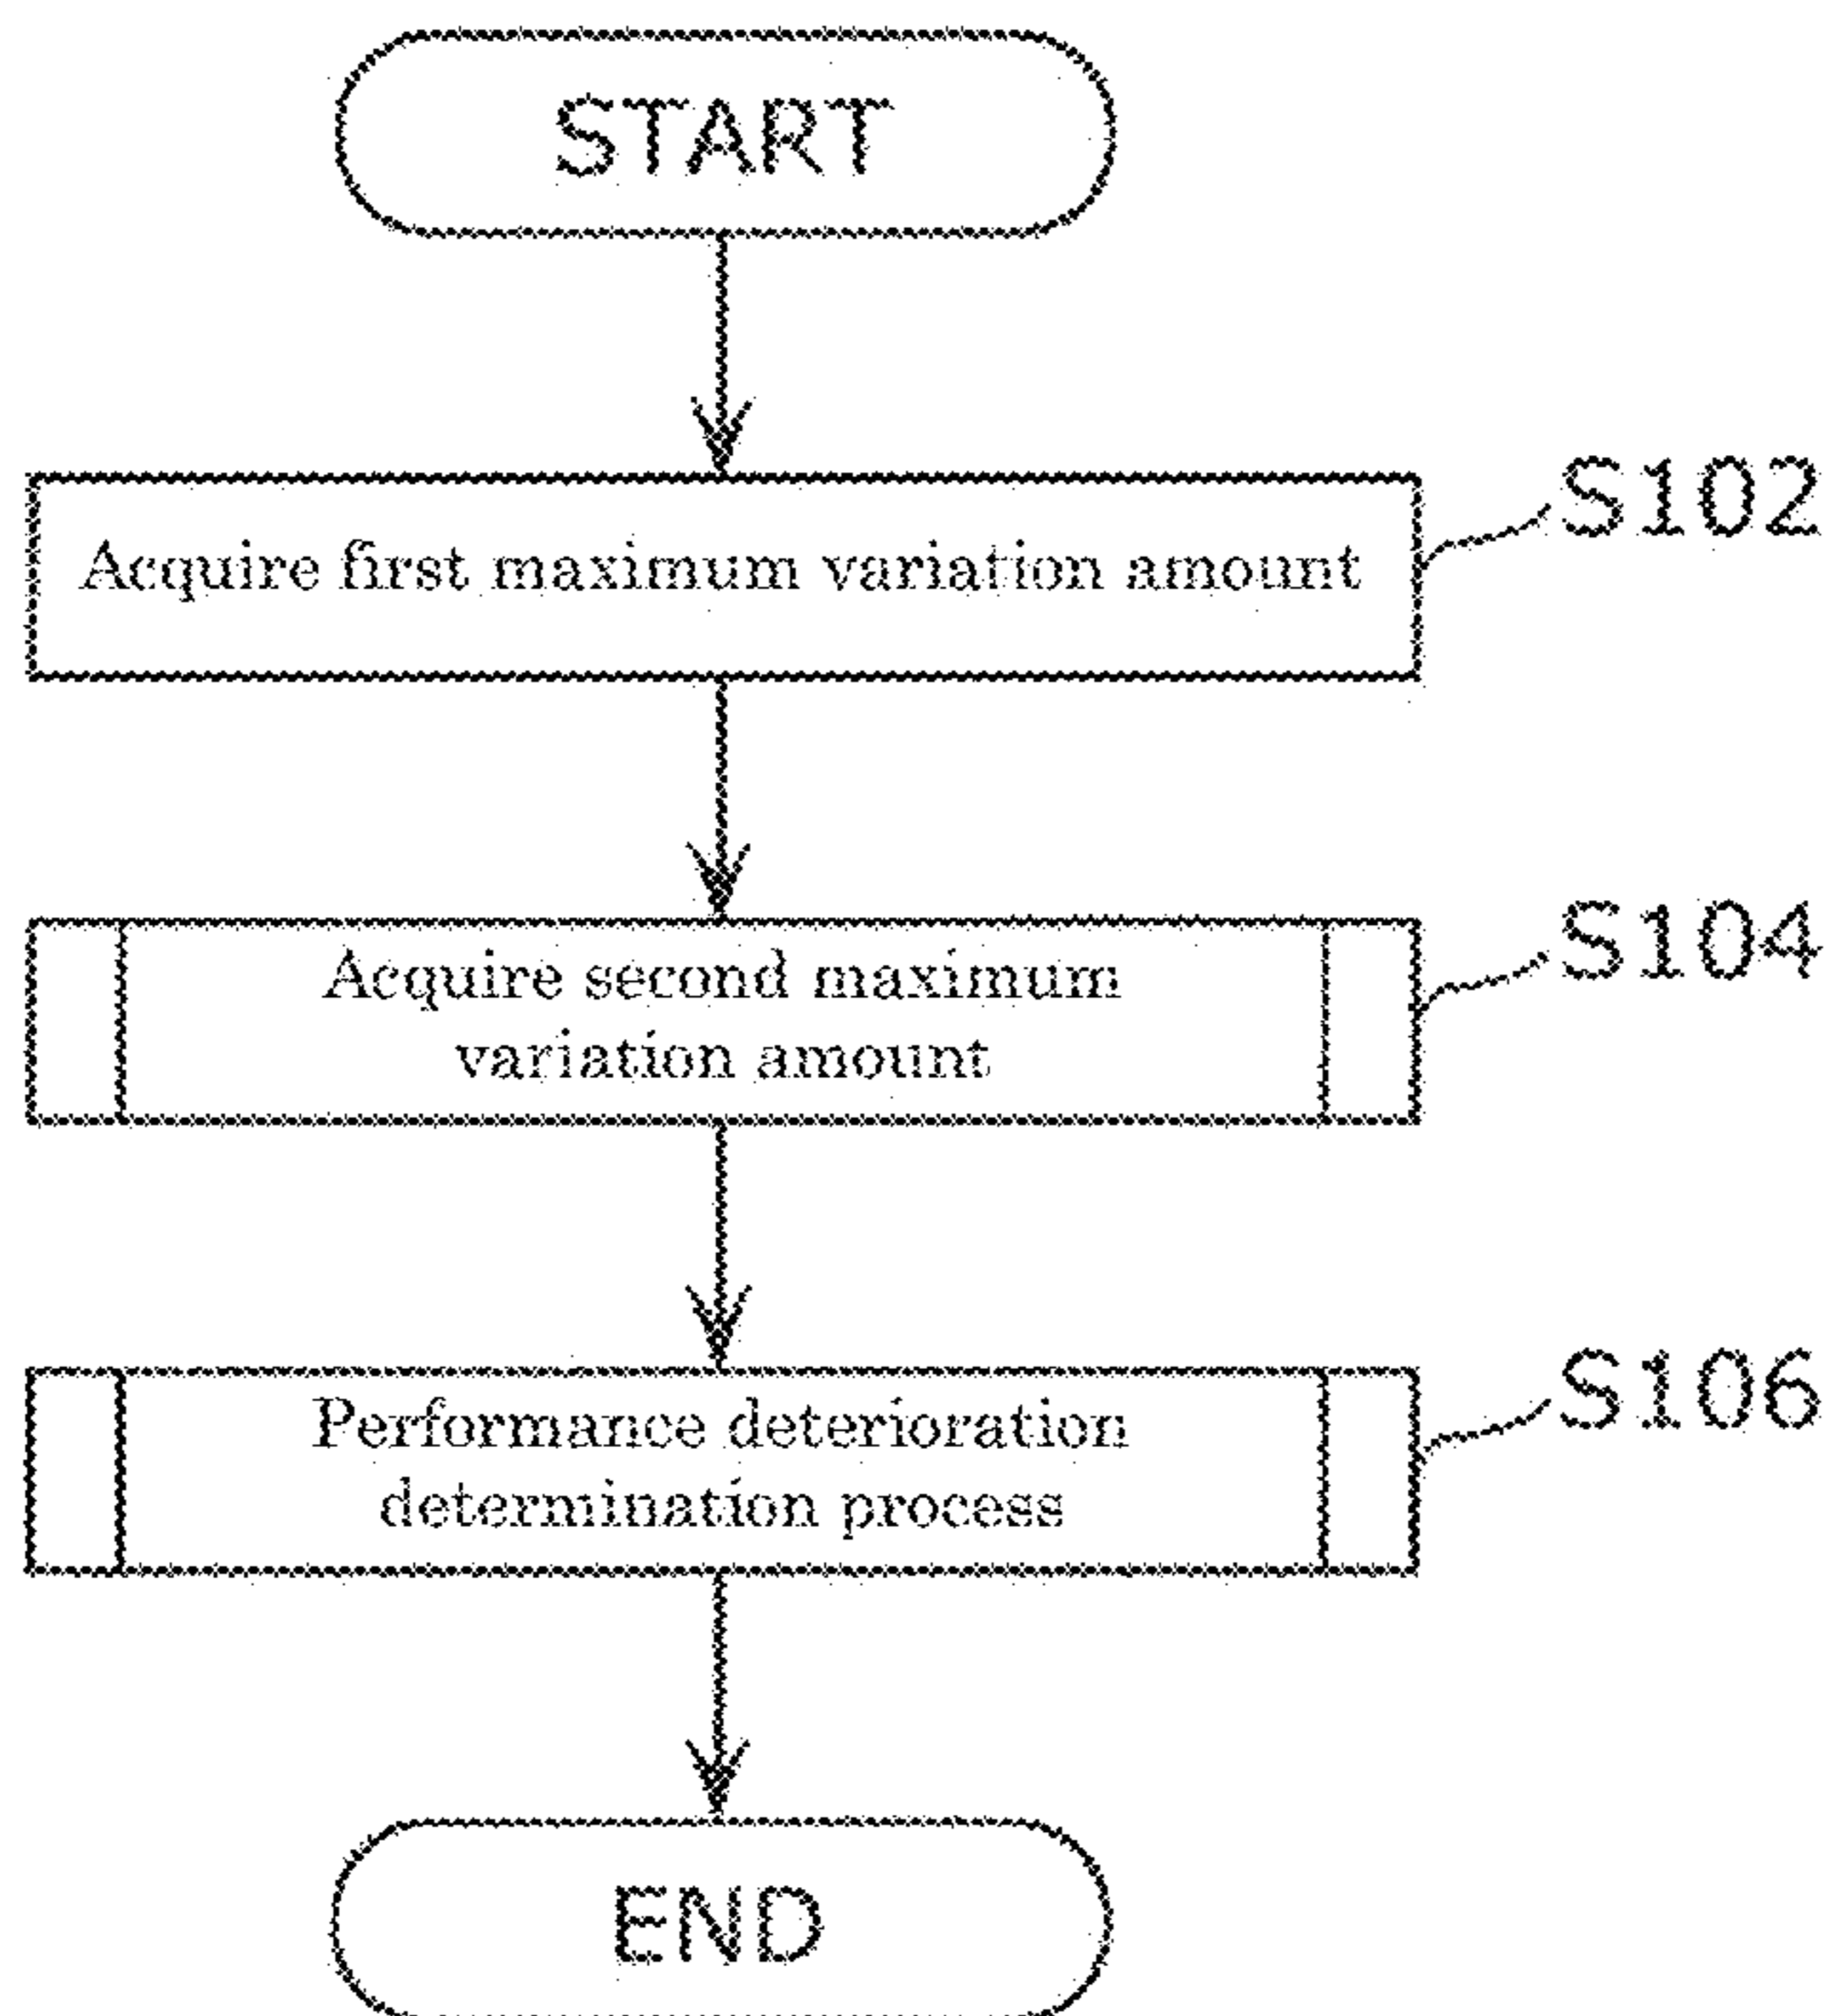 START
S102
Acquire first maximum variation amount
S104
Acquire second maximum
variation amount
S106
Performance deterioration
determination process
END